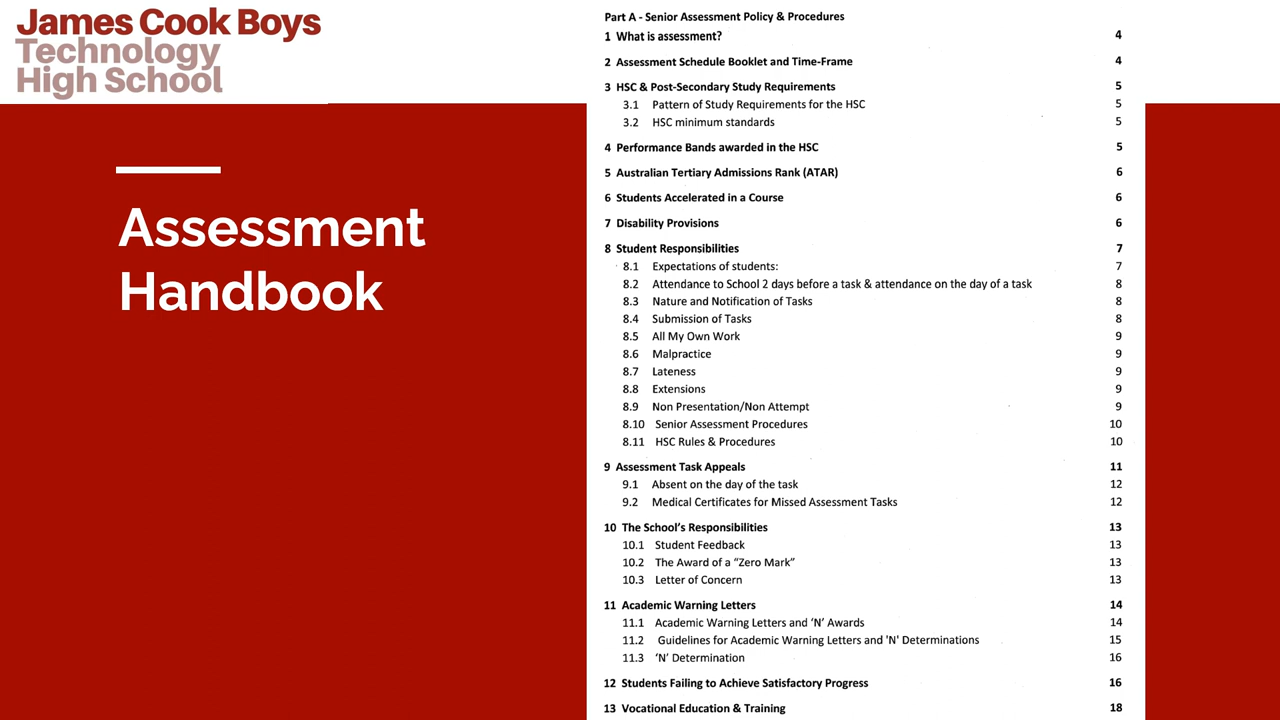 James Cook Boys
Technology
High School
Assessment
Handbook
Part A - Senior Assessment Policy & Procedures
1 What is assessment? 4
2 Assessment Schedule Booklet and Time-Frame 4
3 HSC & Post-Secondary Study Requirements 5
3.1 Pattern of Study Requirements for the HSC 5
3.2 HSC minimum standards 5
4 Performance Bands awarded in the HSC 5
5 Australian Tertiary Admissions Rank (ATAR) 6
6 Students Accelerated in a Course 6
7 Disability Provisions 6
8 Student Responsibilities 7
8.1 Expectations of students: 7
8.2 Attendance to School 2 days before a task & attendance on the day of a task 8
8.3 Nature and Notification of Tasks 8
8.4 Submission of Tasks 8
8.5 All My Own Work 9
8.6 Malpractice 9
8.7 Lateness 9
8.8 Extensions 9
8.9 Non Presentation/Non Attempt 9
8.10 Senior Assessment Procedures 10
8.11 HSC Rules & Procedures 10
9 Assessment Task Appeals 11
9.1 Absent on the day of the task 12
9.2 Medical Certificates for Missed Assessment Tasks 12
10 The School's Responsibilities 13
10.1 Student Feedback 13
10.2 The Award of a "Zero Mark" 13
10.3 Letter of Concern 13
11 Academic Warning Letters 14
11.1 Academic Warning Letters and 'N' Awards 14
11.2 Guidelines for Academic Warning Letters and 'N' Determinations 15
11.3 'N' Determination 16
12 Students Failing to Achieve Satisfactory Progress 16
13 Vocational Education & Training 18